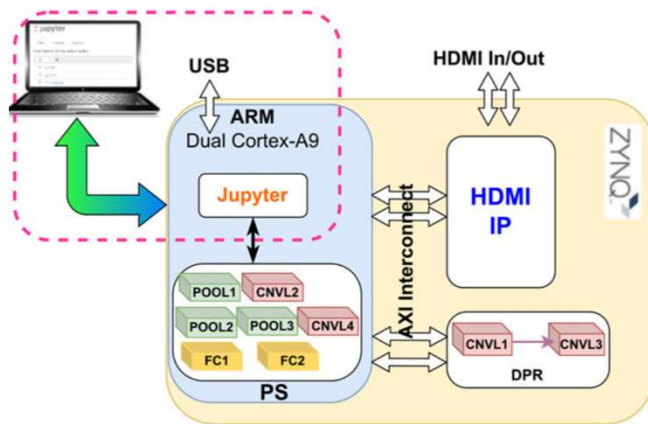 jupyter
USB
HDMI In/Out
ARM
Dual Cortex-A9
ZYNQ
Jupyter
HDMI
IP
AXI Interconnect
POOL1
CNVL2
POOL2
POOL3
CNVL4
FC1
FC2
PS
CNVL1
CNVL3
DPR